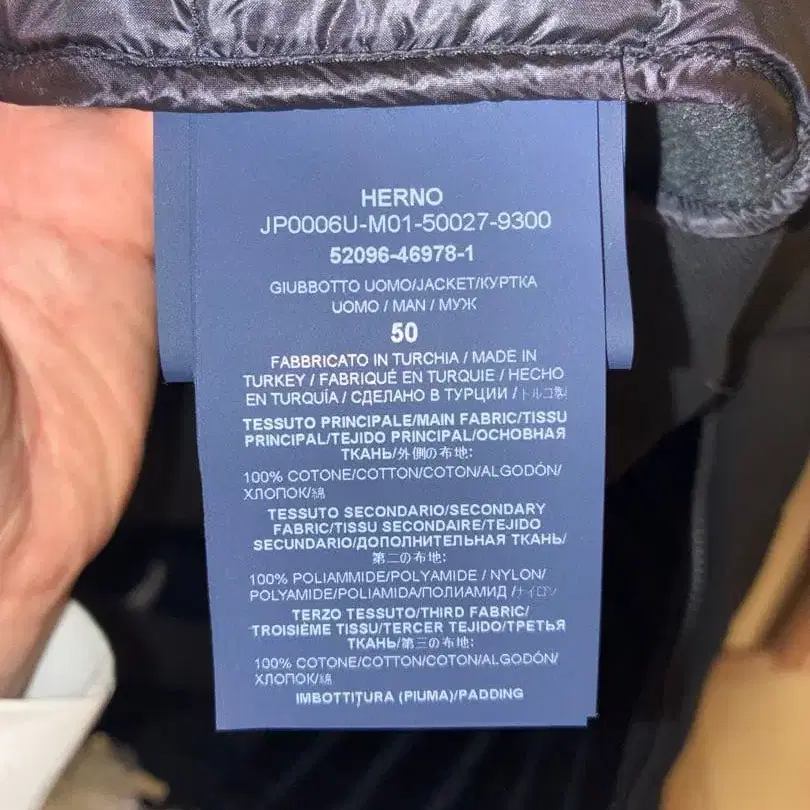 HERNO
JP0006U-M01-50027-9300
52096-46978-1
GIUBBOTTO UOMO/JACKET/КУРТКА
UOMO / MAN / МУЖ
50
FABBRICATO IN TURCHIA / MADE IN
TURKEY / FABRIQUÉ EN TURQUIE / HECHO
EN TURQUÍA / СДЕЛАНО В ТУРЦИИ / トルコ製
TESSUTO PRINCIPALE/MAIN FABRIC/TISSU
PRINCIPAL/TEJIDO PRINCIPAL/ОСНОВНАЯ
ТКАНЬ/外側の布地:
100% COTONE/COTTON/COTON/ALGODÓN/
ХЛОПОК/綿
TESSUTO SECONDARIO/SECONDARY
FABRIC/TISSU SECONDAIRE/TEJIDO
SECUNDARIO/ДОПОЛНИТЕЛЬНАЯ ТКАНЬ/
第二の布地:
100% POLIAMMIDE/POLYAMIDE / NYLON/
POLYAMIDE/POLIAMIDA/ПОЛИАМИД /ナイロン
TERZO TESSUTO/THIRD FABRIC/
TROISIÈME TISSU/TERCER TEJIDO/ТРЕТЬЯ
ТКАНЬ/第三の布地:
100% COTONE/COTTON/COTON/ALGODÓN/
ХЛОПОК/綿
IMBOTTITURA (PIUMA)/PADDING